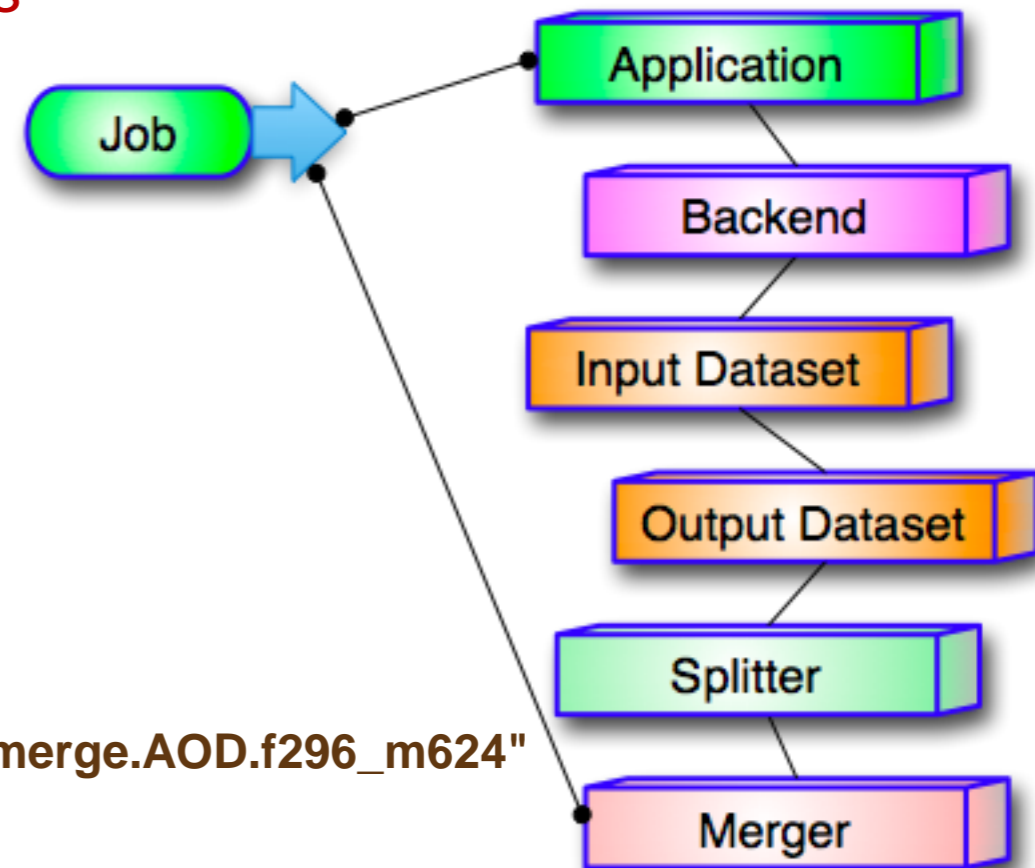 s
Application
Job
Backend
Input Dataset
Output Dataset
Splitter
merge.AOD.f296_m624"
Merger